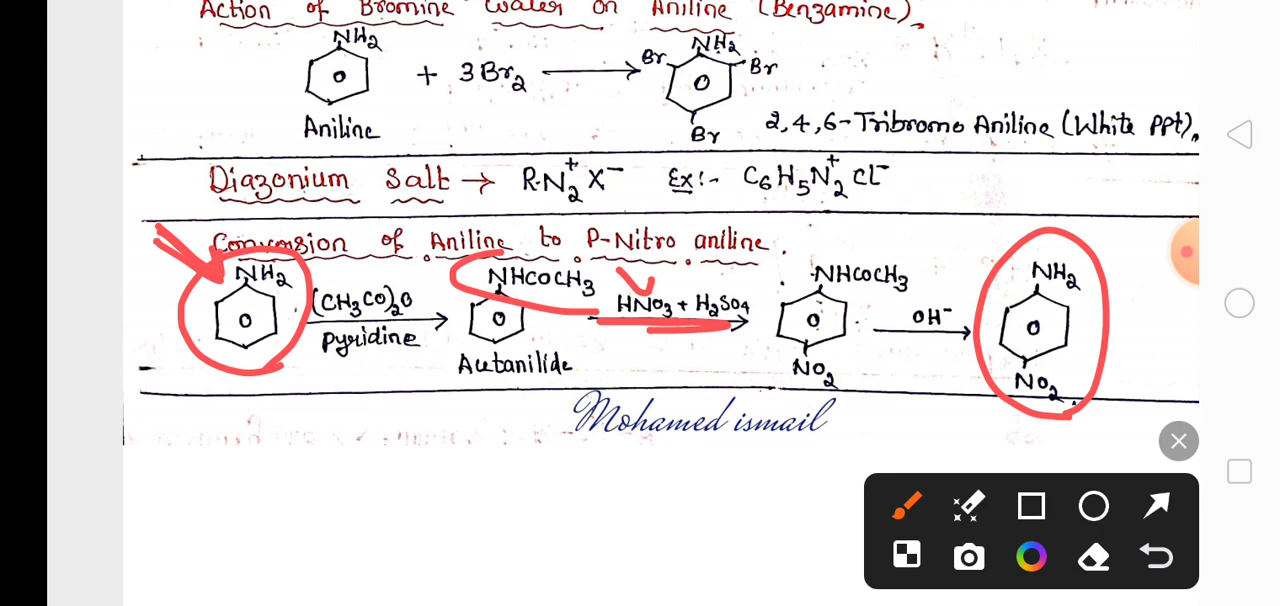 Action of Bromine Water on Aniline (Benzamine).
NH2 NH2
Br Br
+ 3Br2
Aniline Br 2,4,6-Tribromo Aniline (White PPt).
Diazonium Salt → R-N2+ X- Ex:- C6H5N2+ Cl-
Conversion of Aniline to P-Nitro aniline.
NH2 (CH3CO)2O NHCOCH3 HNO3 + H2SO4 NHCOCH3 OH- NH2
Pyridine
Acetanilide NO2 NO2
Mohamed ismail